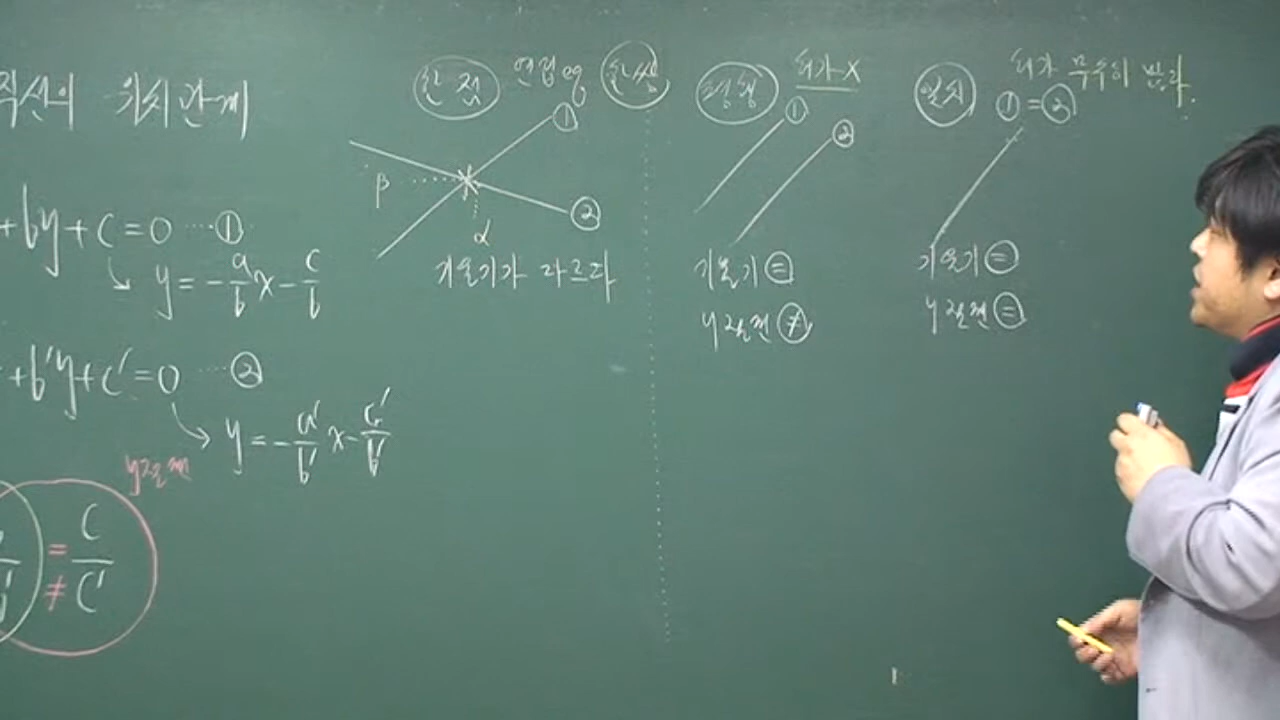 직선의 위치관계
+by+c=0 ····①
y=-a/b x-c/b
+b'y+c'=0 ···②
y=-a'/b' x-c'/b'
y절편
b' = ≠ c/c'
한 점 연립방 한 쌍
①
β
②
α
기울기가 다르다
평행 해가 X
①
②
기울기 =
y절편 ≠
일치 해가 무수히 많다.
①=②
기울기 =
y절편 =